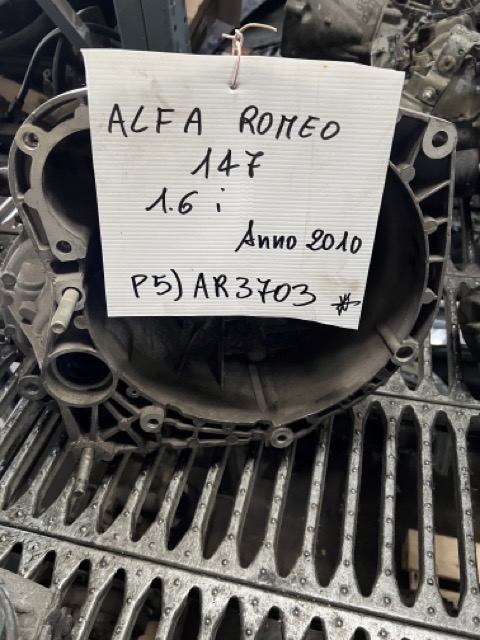 ALFA ROMEO
147
1.6 i
Anno 2010
P5) AR3703